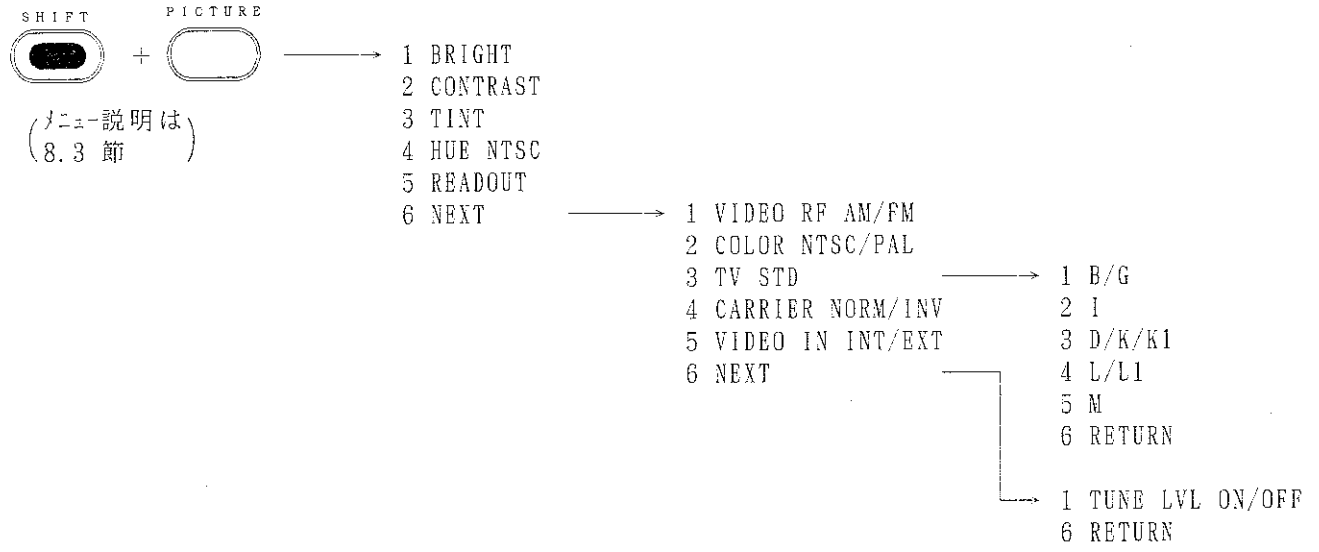 SHIFT
PICTURE
+
(メニュー説明は
8.3 節)
1 BRIGHT
2 CONTRAST
3 TINT
4 HUE NTSC
5 READOUT
6 NEXT
1 VIDEO RF AM/FM
2 COLOR NTSC/PAL
3 TV STD
4 CARRIER NORM/INV
5 VIDEO IN INT/EXT
6 NEXT
1 B/G
2 I
3 D/K/K1
4 L/L1
5 M
6 RETURN
1 TUNE LVL ON/OFF
6 RETURN